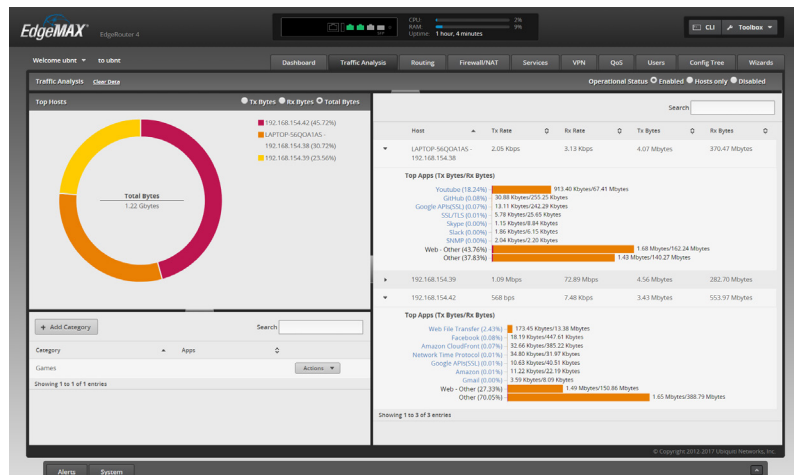 EdgeMAX®
EdgeRouter 4
CPU: 2%
RAM: 9%
Uptime: 1 hour, 4 minutes
CLI
Toolbox
Welcome ubnt to ubnt
Dashboard Traffic Analysis Routing Firewall/NAT Services VPN QoS Users Config Tree Wizards
Traffic Analysis Clear Data
Operational Status Enabled Hosts only Disabled
Top Hosts
Tx Bytes Rx Bytes Total Bytes
192.168.154.42 (45.72%)
LAPTOP-56QOA1AS -
192.168.154.38 (30.72%)
192.168.154.39 (23.56%)
Total Bytes
1.22 Gbytes
+ Add Category
Search
Category Apps
Games Actions
Showing 1 to 1 of 1 entries
Search
Host Tx Rate Rx Rate Tx Bytes Rx Bytes
LAPTOP-56QOA1AS - 2.05 Kbps 3.13 Kbps 4.07 Mbytes 370.47 Mbytes
192.168.154.38
Top Apps (Tx Bytes/Rx Bytes)
Youtube (18.24%) 913.40 Kbytes/67.41 Mbytes
GitHub (0.08%) 30.88 Kbytes/255.25 Kbytes
Google APIs(SSL) (0.07%) 13.11 Kbytes/242.29 Kbytes
SSL/TLS (0.01%) 5.78 Kbytes/25.65 Kbytes
Skype (0.00%) 1.15 Kbytes/8.84 Kbytes
Slack (0.00%) 1.86 Kbytes/6.15 Kbytes
SNMP (0.00%) 2.04 Kbytes/2.20 Kbytes
Web - Other (43.76%) 1.68 Mbytes/162.24 Mbytes
Other (37.83%) 1.43 Mbytes/140.27 Mbytes
192.168.154.39 1.09 Mbps 72.89 Mbps 4.56 Mbytes 282.70 Mbytes
192.168.154.42 568 bps 7.48 Kbps 3.43 Mbytes 553.97 Mbytes
Top Apps (Tx Bytes/Rx Bytes)
Web File Transfer (2.43%) 173.45 Kbytes/13.38 Mbytes
Facebook (0.08%) 18.19 Kbytes/447.61 Kbytes
Amazon CloudFront (0.07%) 32.66 Kbytes/385.22 Kbytes
Network Time Protocol (0.01%) 34.80 Kbytes/31.97 Kbytes
Google APIs(SSL) (0.01%) 10.63 Kbytes/40.51 Kbytes
Amazon (0.01%) 11.22 Kbytes/22.19 Kbytes
Gmail (0.00%) 3.59 Kbytes/8.09 Kbytes
Web - Other (27.33%) 1.49 Mbytes/150.86 Mbytes
Other (70.05%) 1.65 Mbytes/388.79 Mbytes
Showing 1 to 3 of 3 entries
© Copyright 2012 2017 Ubiquiti Networks, Inc.
Alerts System